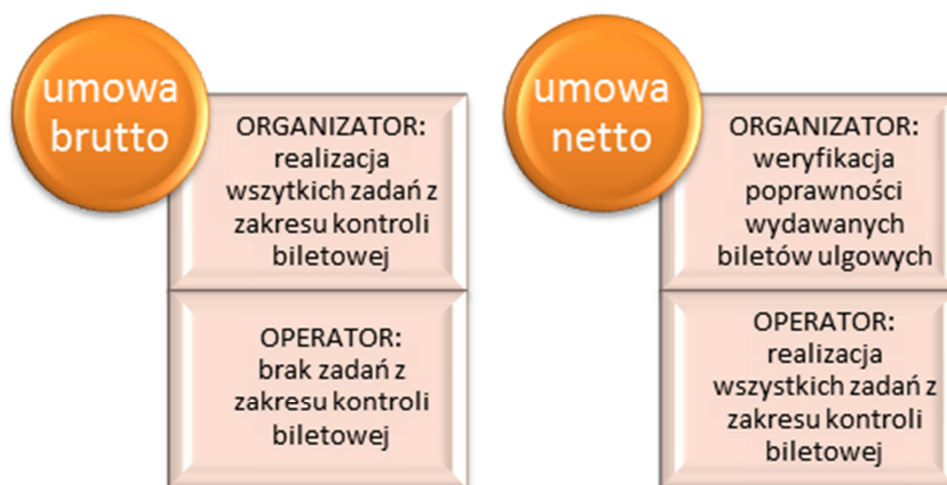 umowa
brutto
ORGANIZATOR:
realizacja
wszytkich zadań z
zakresu kontroli
biletowej
OPERATOR:
brak zadań z
zakresu kontroli
biletowej
umowa
netto
ORGANIZATOR:
weryfikacja
poprawności
wydawanych
biletów ulgowych
OPERATOR:
realizacja
wszystkich zadań z
zakresu kontroli
biletowej